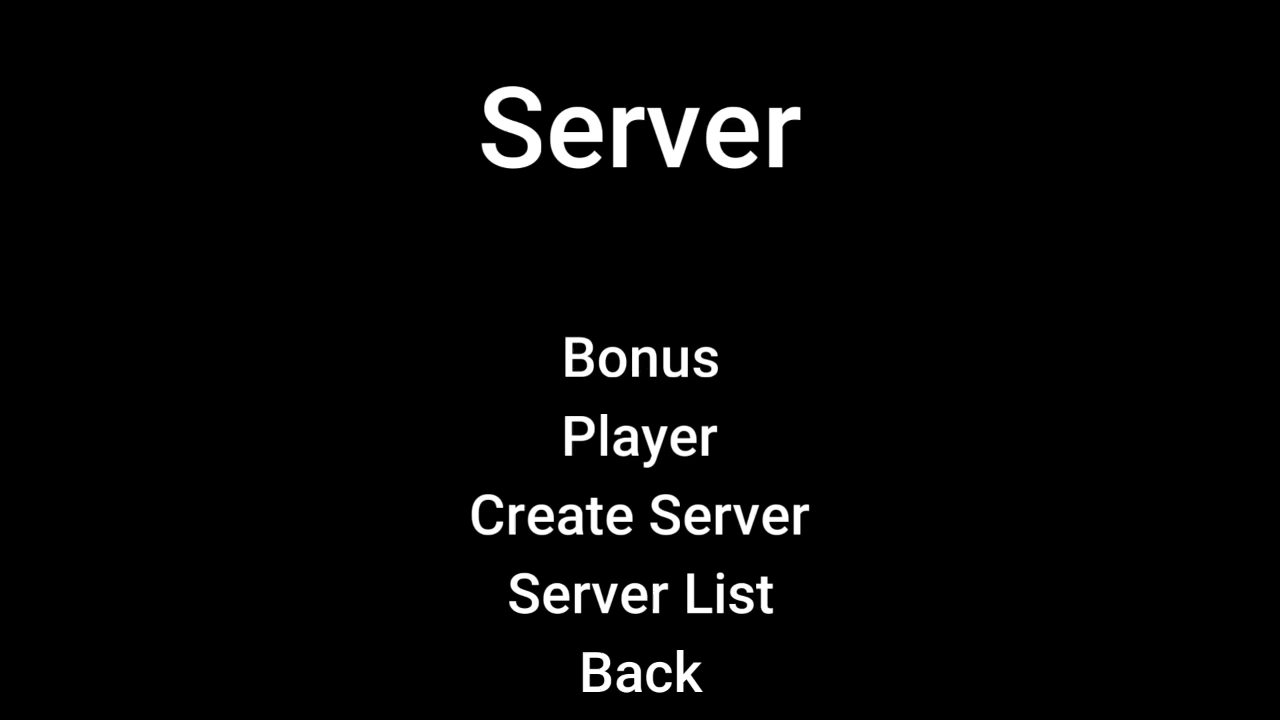 Server
Bonus
Player
Create Server
Server List
Back